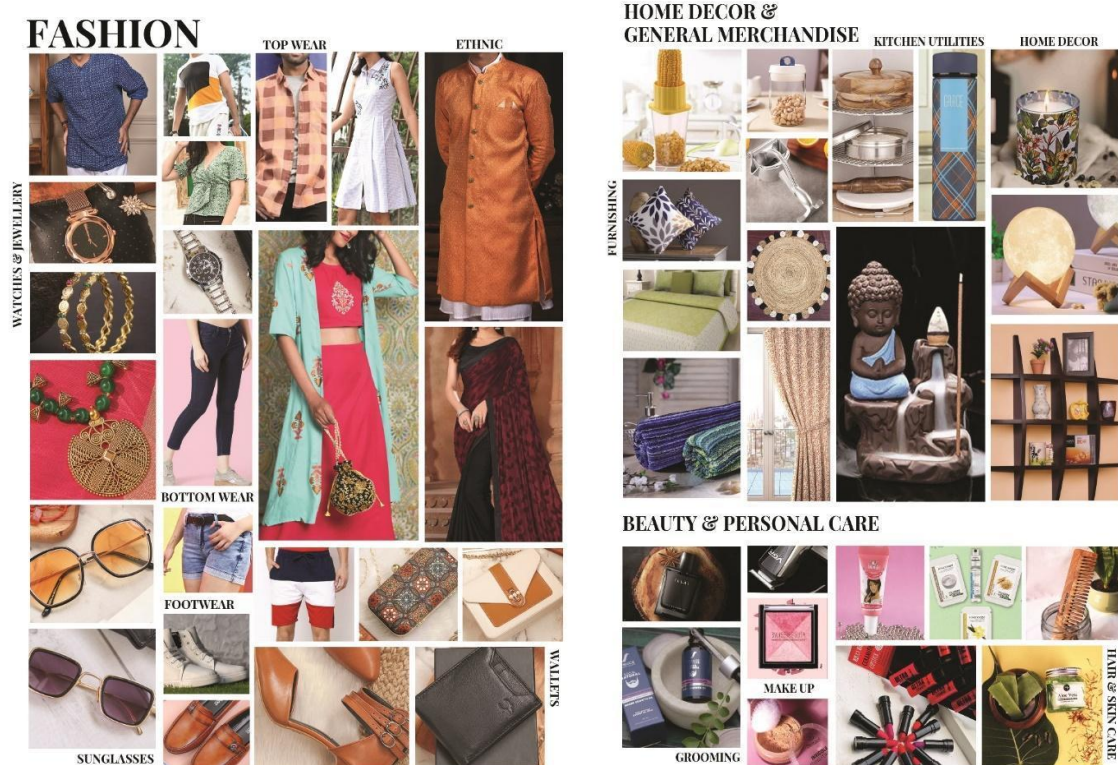 FASHION
TOP WEAR
ETHNIC
WATCHES & JEWELLERY
BOTTOM WEAR
FOOTWEAR
WALLETS
SUNGLASSES
HOME DECOR &
GENERAL MERCHANDISE
KITCHEN UTILITIES
HOME DECOR
FURNISHING
BEAUTY & PERSONAL CARE
VGR
MAKE UP
GROOMING
HAIR & SKIN CARE